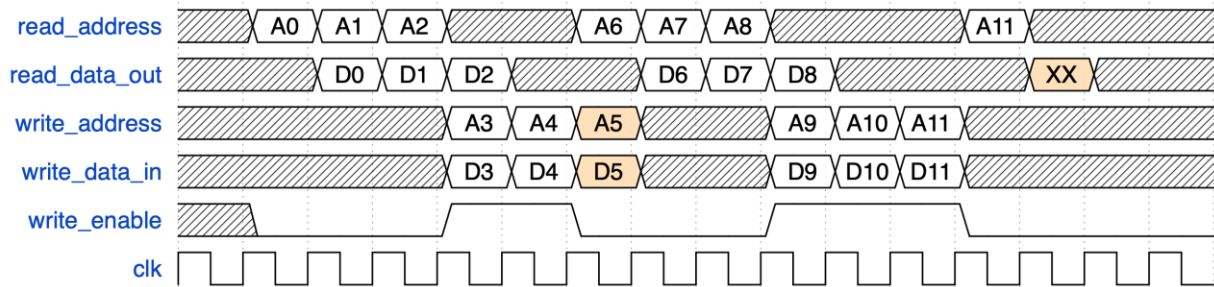 read_address A0 A1 A2 A6 A7 A8 A11
read_data_out D0 D1 D2 D6 D7 D8 XX
write_address A3 A4 A5 A9 A10 A11
write_data_in D3 D4 D5 D9 D10 D11
write_enable
clk